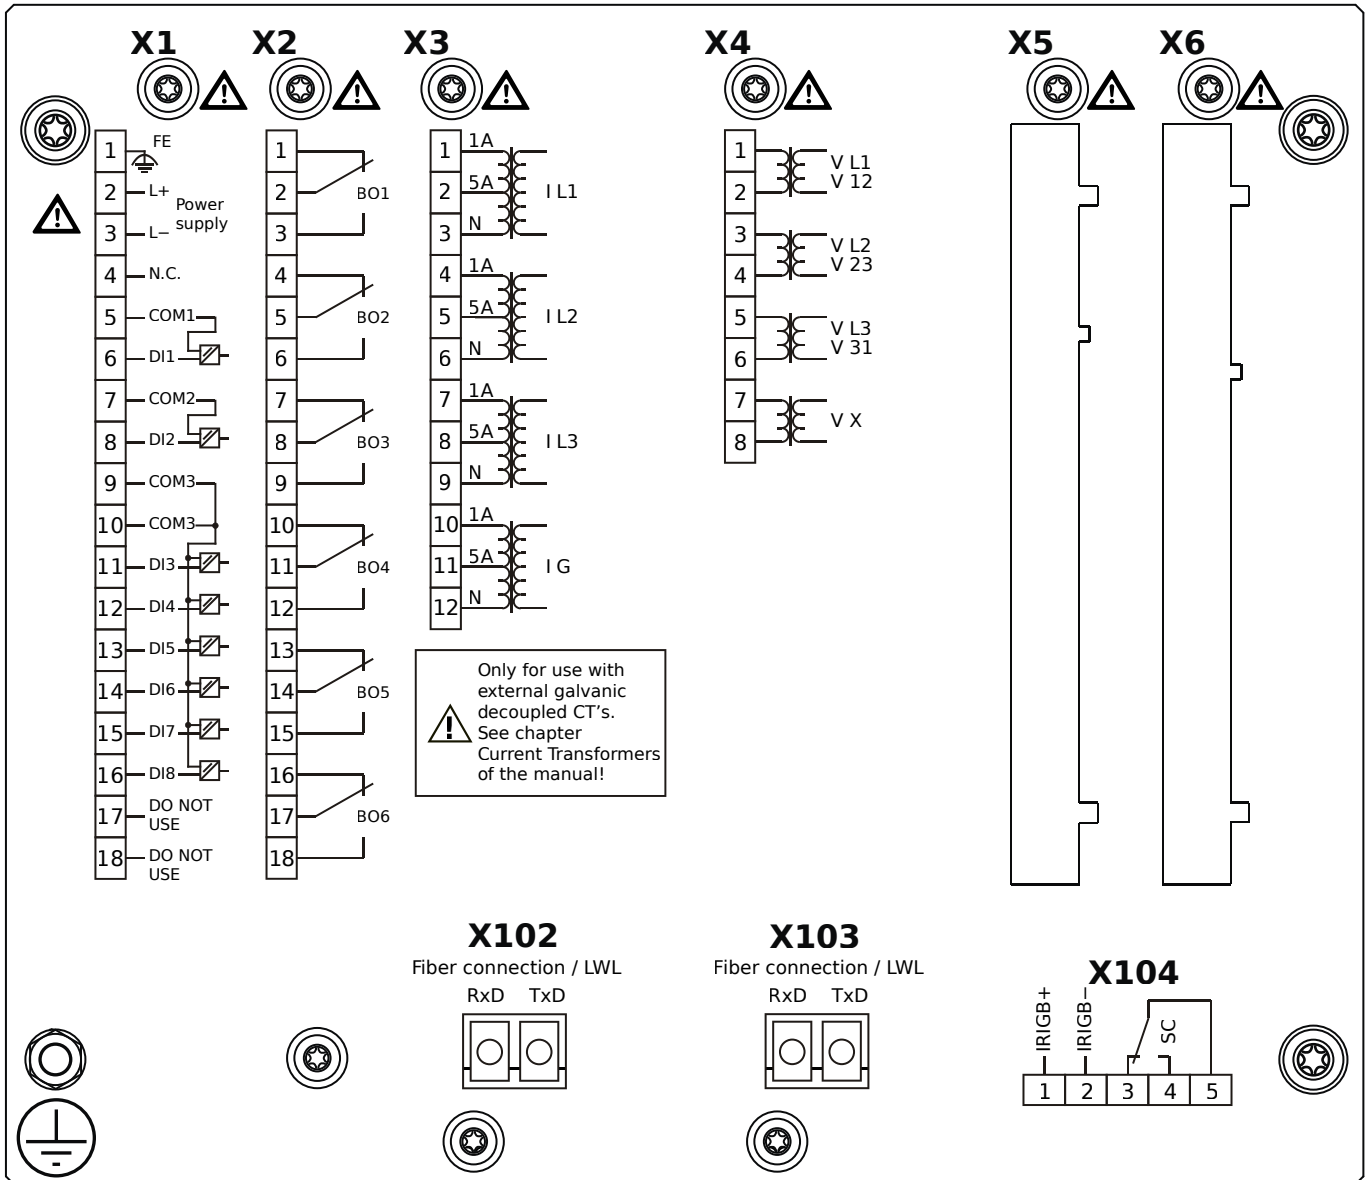 X1
X2
X3
X4
X5
X6
1 FE
2 L+
Power
supply
3 L−
4 N.C.
5 COM1
6 DI1
7 COM2
8 DI2
9 COM3
10 COM3
11 DI3
12 DI4
13 DI5
14 DI6
15 DI7
16 DI8
17 DO NOT
USE
18 DO NOT
USE
1
2 BO1
3
4
5 BO2
6
7
8 BO3
9
10
11 BO4
12
13
14 BO5
15
16
17 BO6
18
1 1A
2 5A I L1
3 N
4 1A
5 5A I L2
6 N
7 1A
8 5A I L3
9 N
10 1A
11 5A I G
12 N
Only for use with
external galvanic
decoupled CT's.
See chapter
Current Transformers
of the manual!
1 V L1
2 V 12
3 V L2
4 V 23
5 V L3
6 V 31
7
V X
8
X102
Fiber connection / LWL
RxD TxD
X103
Fiber connection / LWL
RxD TxD
X104
IRIGB+
IRIGB−
SC
1 2 3 4 5